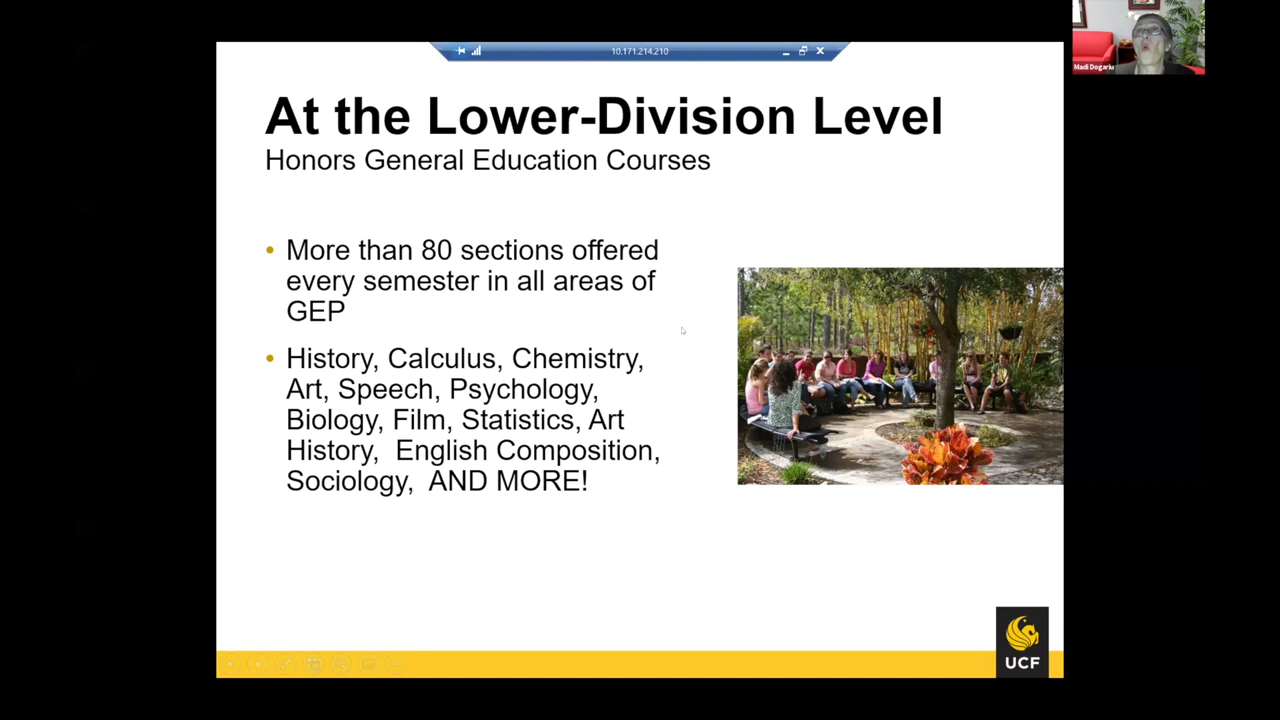 10.171.214.210
Madi Dogariu
At the Lower-Division Level
Honors General Education Courses
• More than 80 sections offered
every semester in all areas of
GEP
• History, Calculus, Chemistry,
Art, Speech, Psychology,
Biology, Film, Statistics, Art
History,  English Composition,
Sociology,  AND MORE!
UCF